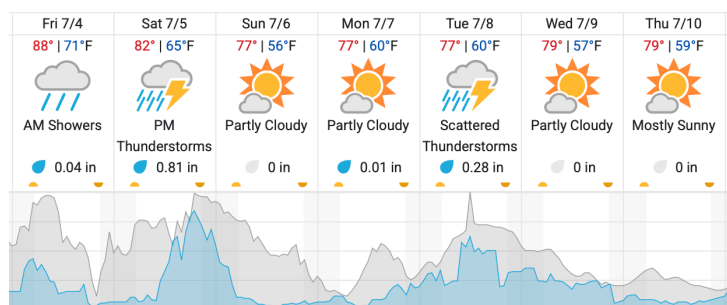 Fri 7/4 Sat 7/5 Sun 7/6 Mon 7/7 Tue 7/8 Wed 7/9 Thu 7/10
88° | 71°F 82° | 65°F 77° | 56°F 77° | 60°F 77° | 60°F 79° | 57°F 79° | 59°F
AM Showers PM Partly Cloudy Partly Cloudy Scattered Partly Cloudy Mostly Sunny
Thunderstorms Thunderstorms
0.04 in 0.81 in 0 in 0.01 in 0.28 in 0 in 0 in